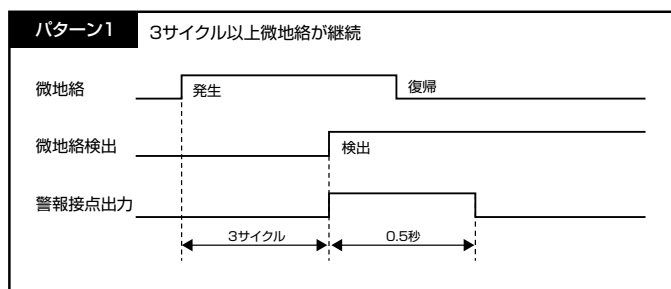 パターン1 3サイクル以上微地絡が継続
微地絡 発生 復帰
微地絡検出 検出
警報接点出力
3サイクル 0.5秒